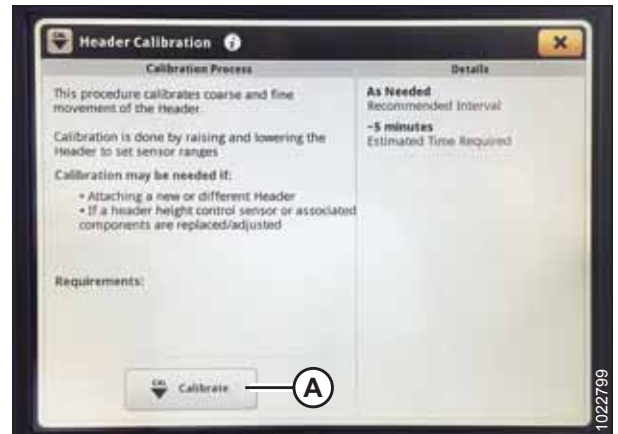 CAL
Header Calibration i
Calibration Process
Details
This procedure calibrates coarse and fine
movement of the Header.
Calibration is done by raising and lowering the
Header to set sensor ranges
Calibration may be needed if:
• Attaching a new or different Header
• If a header height control sensor or associated
components are replaced/adjusted
Requirements:
As Needed
Recommended Interval
~5 minutes
Estimated Time Required
CAL
Calibrate
A
1022799